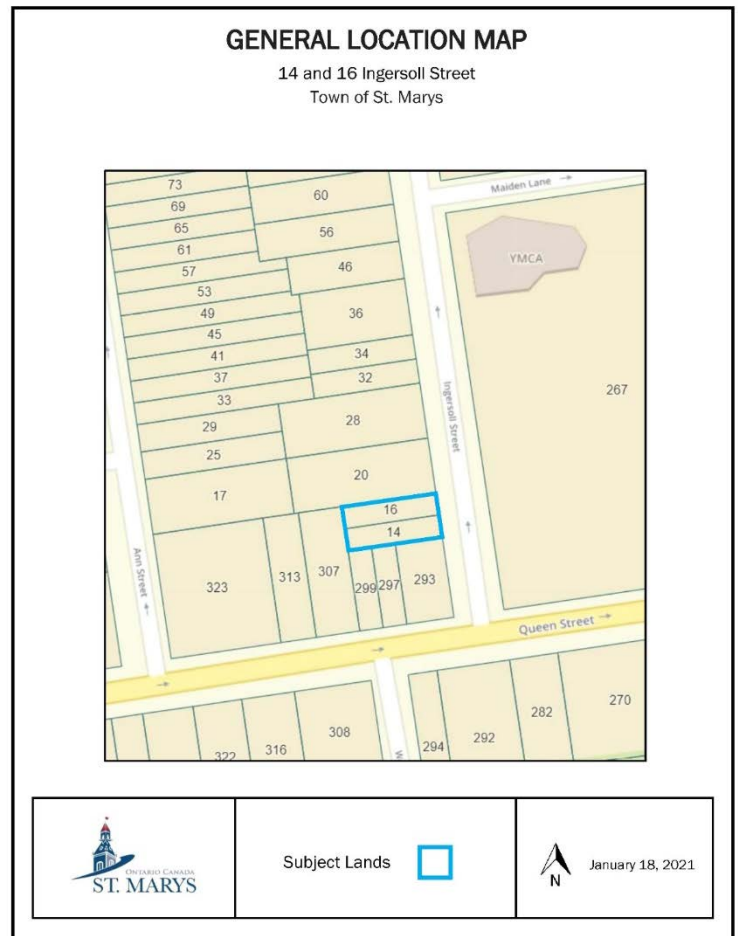 GENERAL LOCATION MAP
14 and 16 Ingersoll Street
Town of St. Marys
Maiden Lane
73
60
69
65
56
61
YMCA
57
46
53
49
36
45
41
34
37
32
33
267
Ingersoll Street
28
29
25
20
17
16
14
Ann Street
323
313
307
299
297
293
Queen Street
270
282
308
292
294
316
322
W
ONTARIO CANADA
ST. MARYS
Subject Lands
N
January 18, 2021